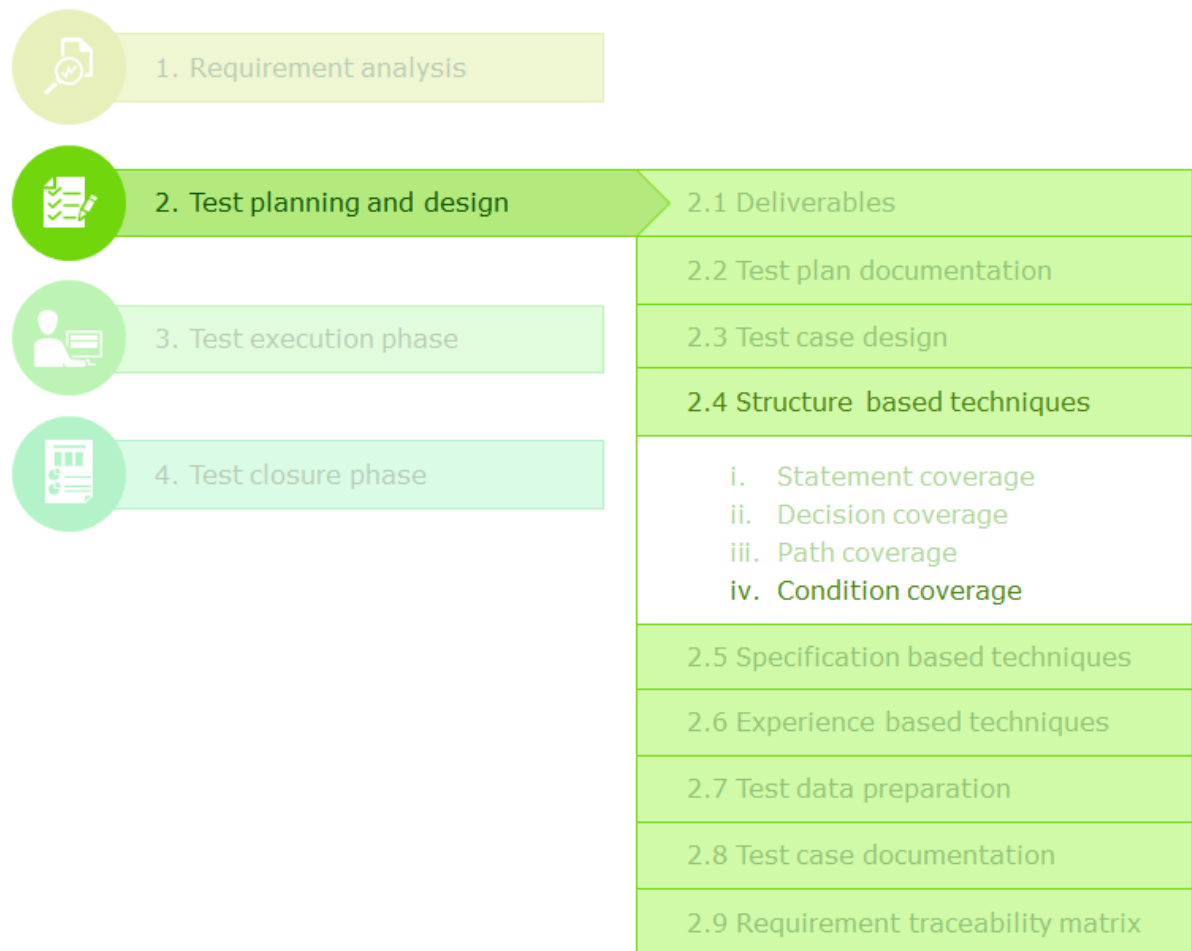 1. Requirement analysis
2. Test planning and design
2.1 Deliverables
2.2 Test plan documentation
2.3 Test case design
3. Test execution phase
2.4 Structure based techniques
4. Test closure phase
i. Statement coverage
ii. Decision coverage
iii. Path coverage
iv. Condition coverage
2.5 Specification based techniques
2.6 Experience based techniques
2.7 Test data preparation
2.8 Test case documentation
2.9 Requirement traceability matrix